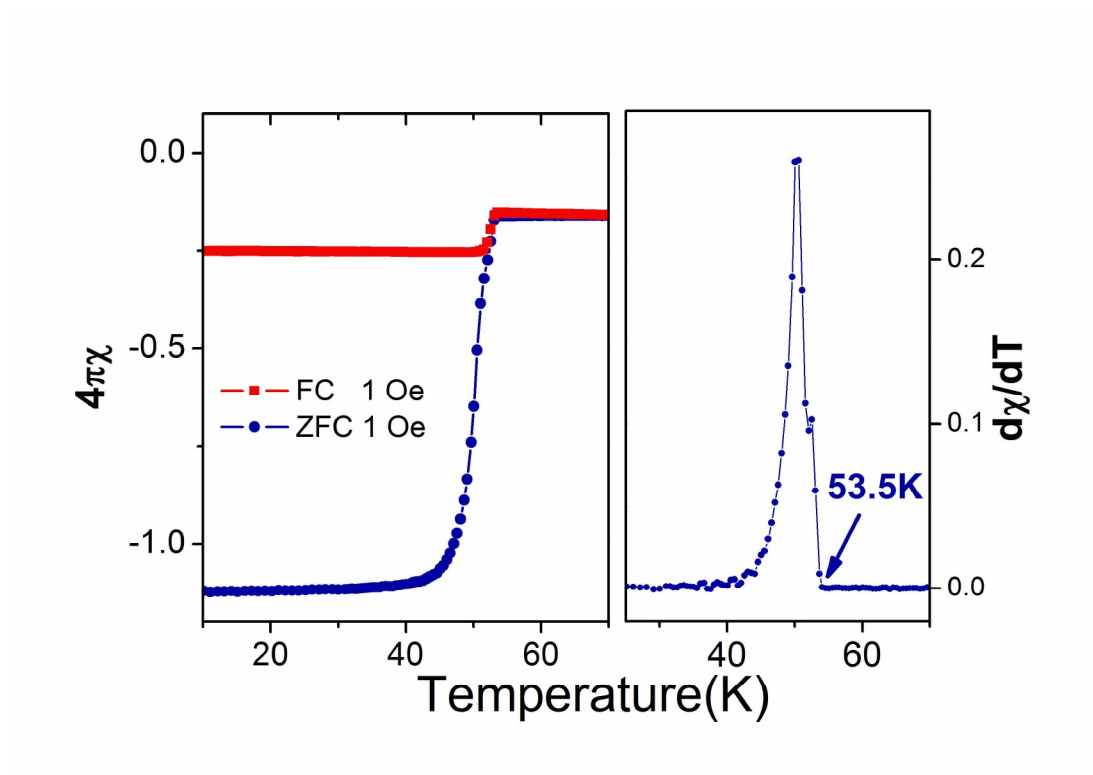 0.0
-0.5
-1.0
4πχ
FC 1 Oe
ZFC 1 Oe
20
40
60
0.2
0.1
0.0
dχ/dT
53.5K
40
60
Temperature(K)